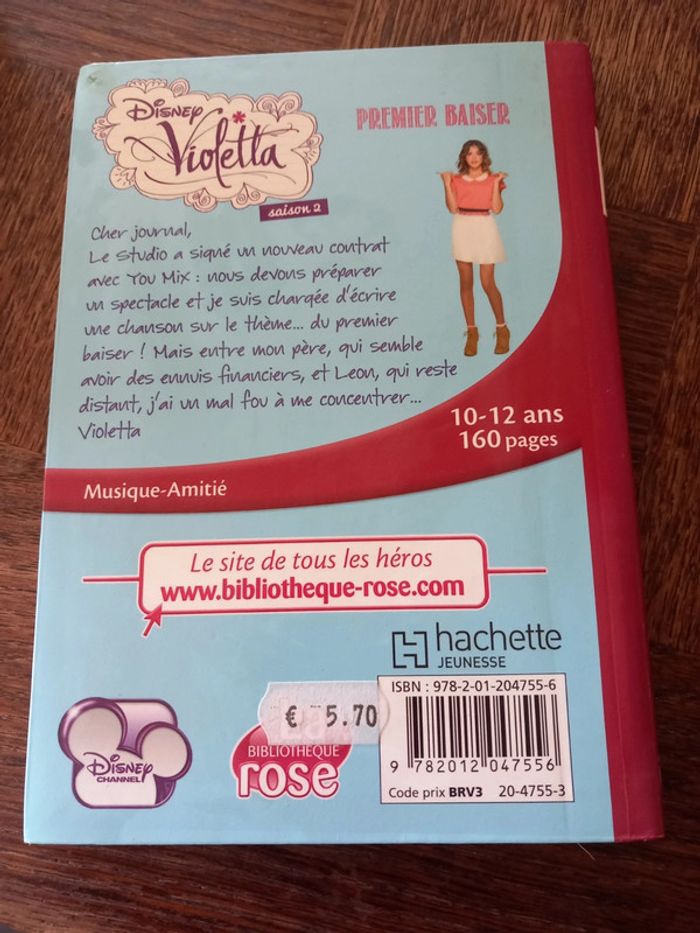 Disney
Violetta
saison 2
PREMIER BAISER
Cher journal,
Le Studio a signé un nouveau contrat
avec You Mix : nous devons préparer
un spectacle et je suis chargée d'écrire
une chanson sur le thème... du premier
baiser ! Mais entre mon père, qui semble
avoir des ennuis financiers, et Leon, qui reste
distant, j'ai un mal fou à me concentrer...
Violetta
10-12 ans
160 pages
Musique-Amitié
Le site de tous les héros
www.bibliotheque-rose.com
hachette
JEUNESSE
ISBN : 978-2-01-204755-6
9 782012 047556
Code prix BRV3 20-4755-3
Disney
CHANNEL
€ 5.70
BIBLIOTHEQUE
rose